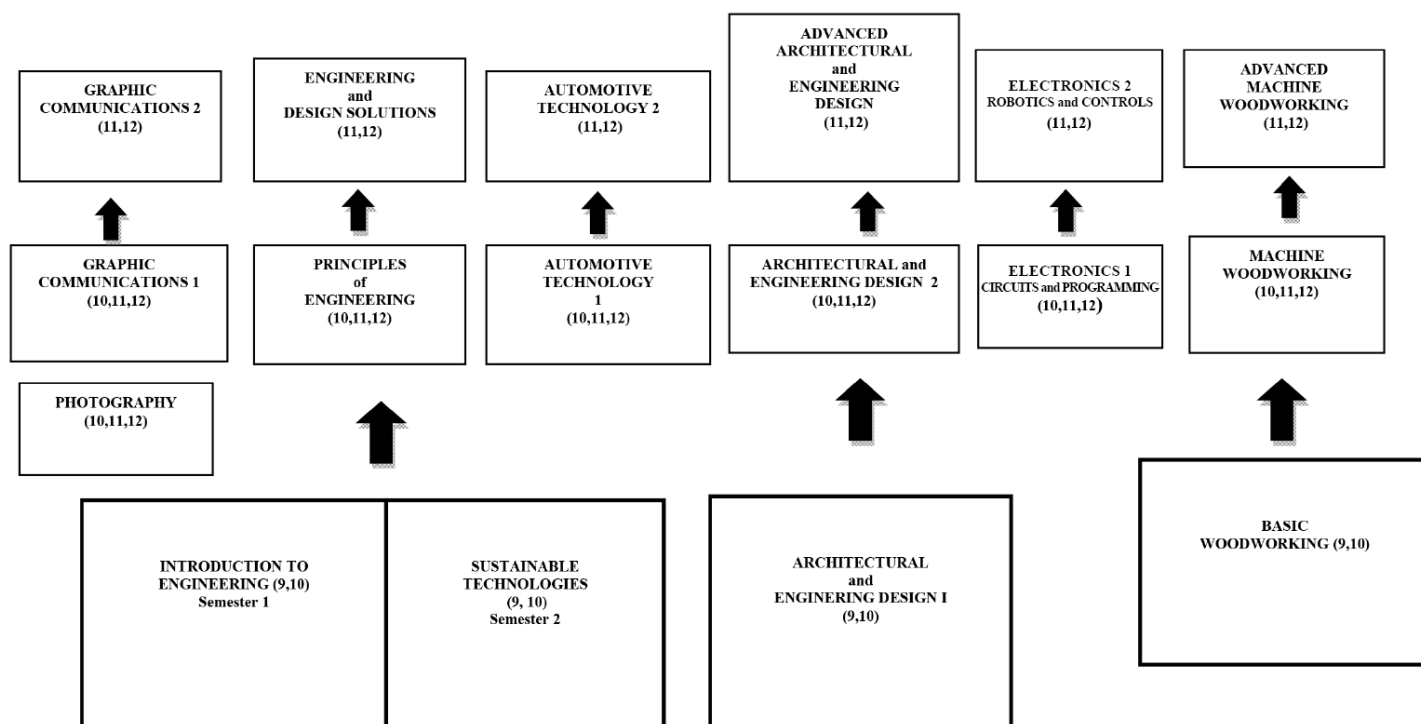 GRAPHIC
COMMUNICATIONS 2
(11,12)
ENGINEERING
and
DESIGN SOLUTIONS
(11,12)
AUTOMOTIVE
TECHNOLOGY 2
(11,12)
ADVANCED
ARCHITECTURAL
and
ENGINEERING
DESIGN
(11,12)
ELECTRONICS 2
ROBOTICS and CONTROLS
(11,12)
ADVANCED
MACHINE
WOODWORKING
(11,12)
GRAPHIC
COMMUNICATIONS 1
(10,11,12)
PRINCIPLES
of
ENGINEERING
(10,11,12)
AUTOMOTIVE
TECHNOLOGY
1
(10,11,12)
ARCHITECTURAL and
ENGINEERING DESIGN 2
(10,11,12)
ELECTRONICS 1
CIRCUITS and PROGRAMMING
(10,11,12)
MACHINE
WOODWORKING
(10,11,12)
PHOTOGRAPHY
(10,11,12)
INTRODUCTION TO
ENGINEERING (9,10)
Semester 1
SUSTAINABLE
TECHNOLOGIES
(9, 10)
Semester 2
ARCHITECTURAL
and
ENGINERING DESIGN I
(9,10)
BASIC
WOODWORKING (9,10)